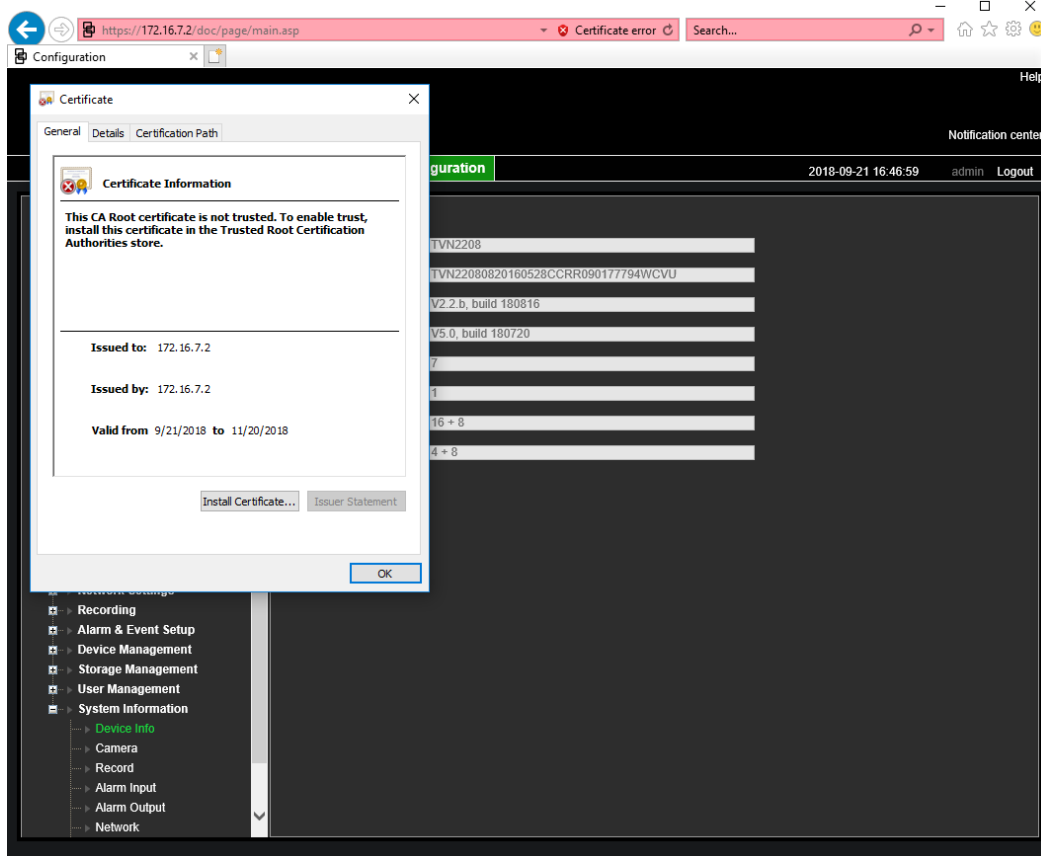 https://172.16.7.2/doc/page/main.asp
Certificate error
Search...
Configuration
Help
Certificate
General Details Certification Path
Notification center
guration
2018-09-21 16:46:59 admin Logout
Certificate Information
This CA Root certificate is not trusted. To enable trust,
install this certificate in the Trusted Root Certification
Authorities store.
TVN2208
TVN22080820160528CCRR090177794WCVU
V2.2.b, build 180816
V5.0, build 180720
7
1
16 + 8
4 + 8
Issued to: 172.16.7.2
Issued by: 172.16.7.2
Valid from 9/21/2018 to 11/20/2018
Install Certificate... Issuer Statement
OK
Network Settings
Recording
Alarm & Event Setup
Device Management
Storage Management
User Management
System Information
Device Info
Camera
Record
Alarm Input
Alarm Output
Network